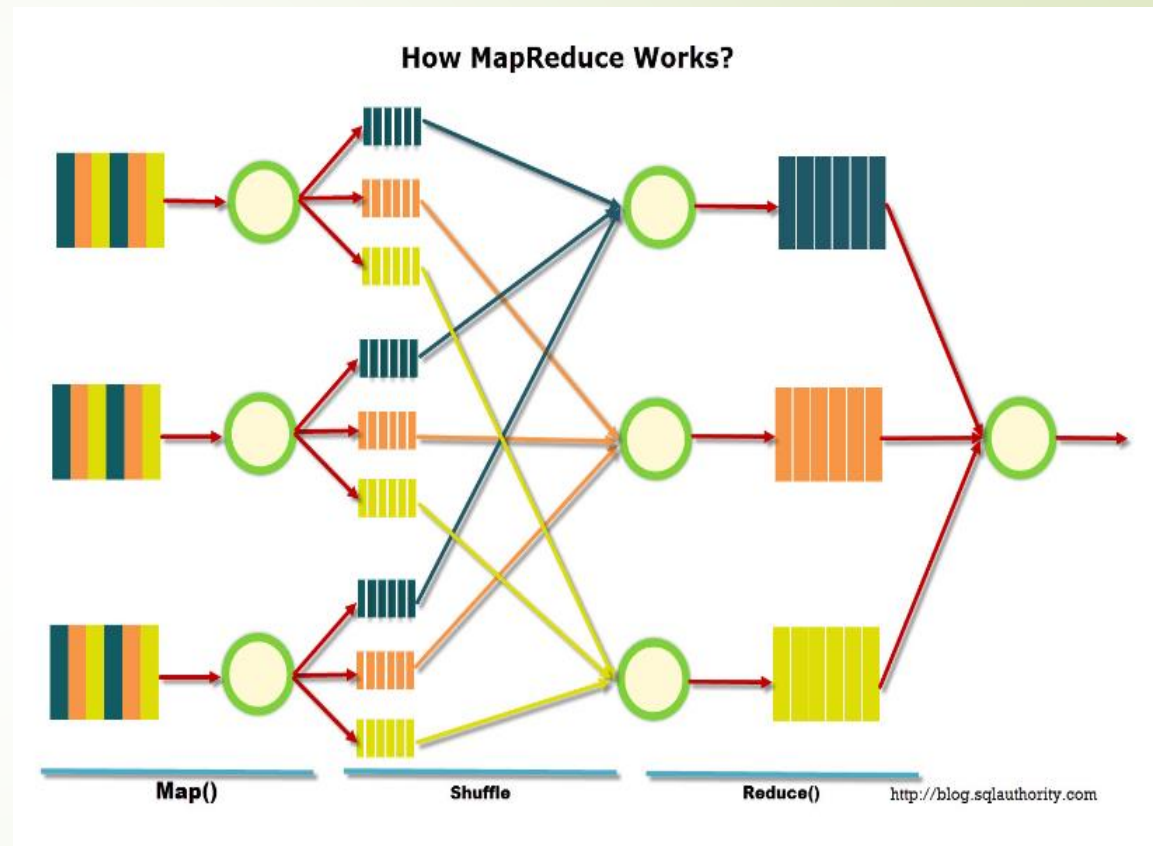 How MapReduce Works?
Map()
Shuffle
Reduce()
http://blog.sqlauthority.com